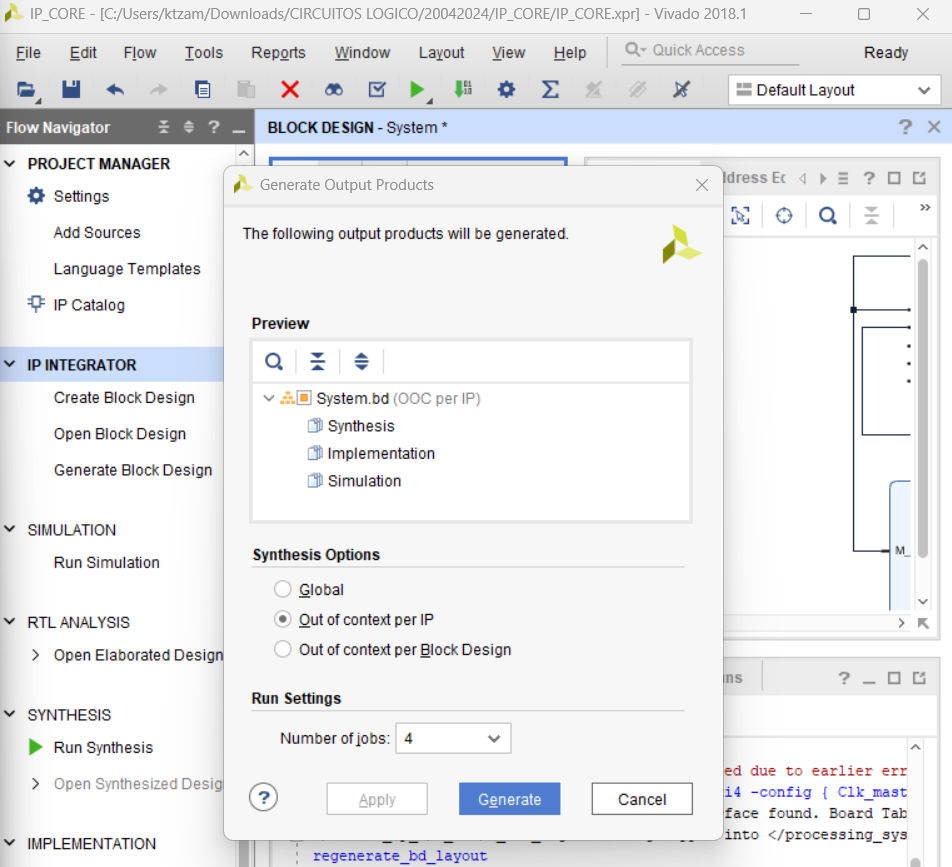 IP_CORE - [C:/Users/ktzam/Downloads/CIRCUITOS LOGICO/20042024/IP_CORE/IP_CORE.xpr] - Vivado 2018.1
File Edit Flow Tools Reports Window Layout View Help Quick Access Ready
Default Layout
Flow Navigator
BLOCK DESIGN - System *
PROJECT MANAGER
Settings
Add Sources
Language Templates
IP Catalog
IP INTEGRATOR
Create Block Design
Open Block Design
Generate Block Design
SIMULATION
Run Simulation
RTL ANALYSIS
Open Elaborated Design
SYNTHESIS
Run Synthesis
Open Synthesized Desig
IMPLEMENTATION
Generate Output Products
The following output products will be generated.
Preview
System.bd (OOC per IP)
Synthesis
Implementation
Simulation
Synthesis Options
Global
Out of context per IP
Out of context per Block Design
Run Settings
Number of jobs: 4
? Apply Generate Cancel
ddress Ec
M_
ns
ed due to earlier err
i4 -config { Clk_mast
face found. Board Tab
into </processing_sys
regenerate_bd_layout